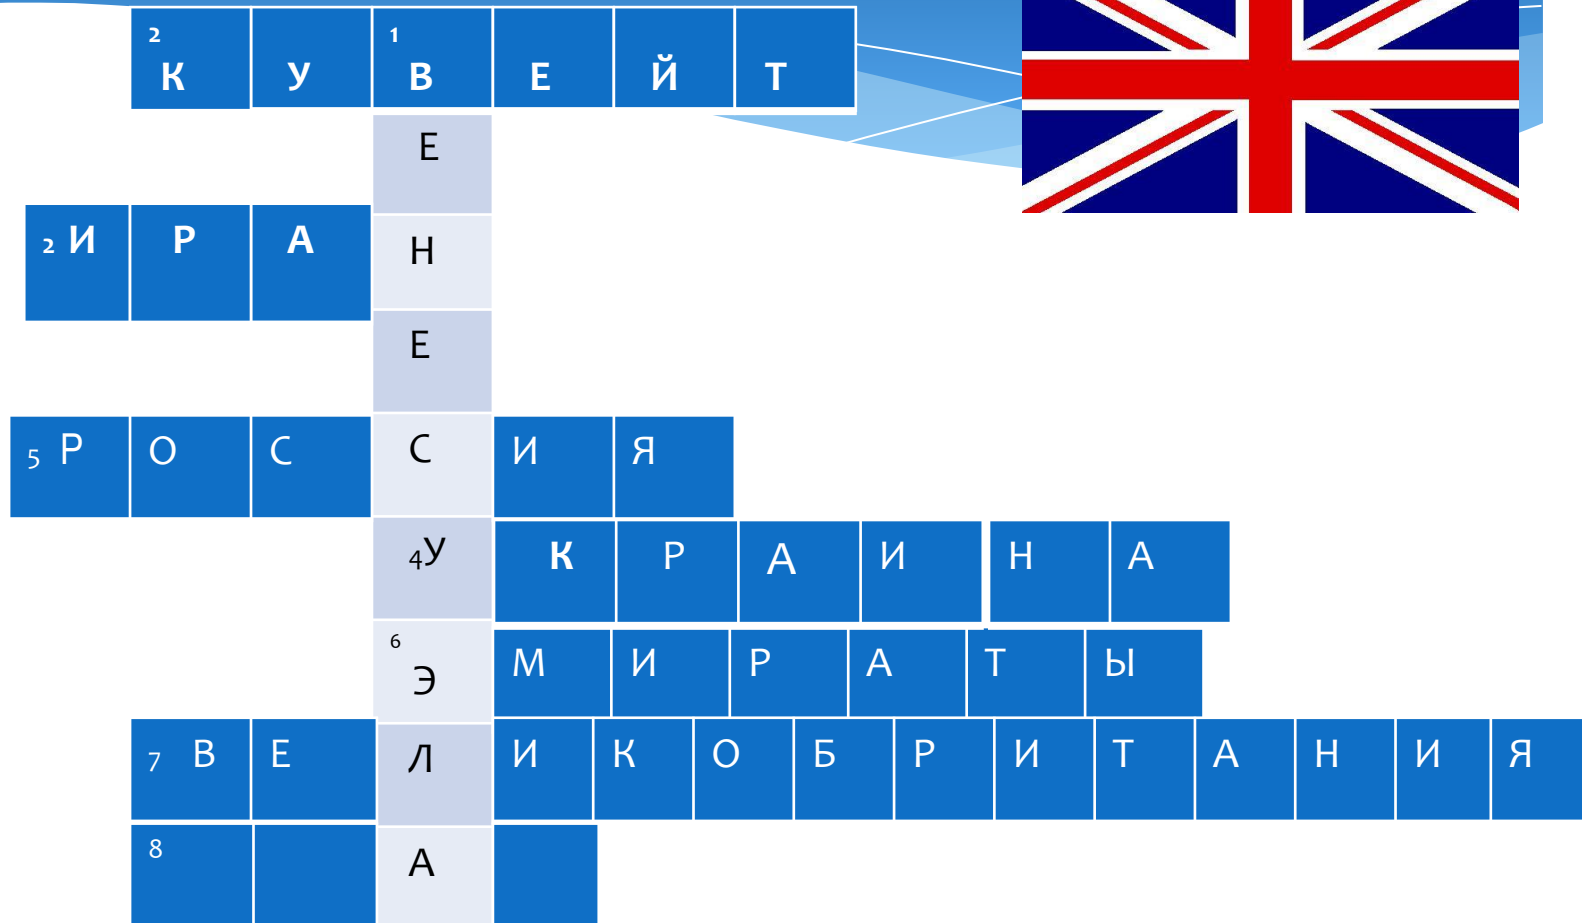 2 К У 1 В Е Й Т
Е
2 И Р А Н
Е
5 Р О С С И Я
4 У К Р А И Н А
6 Э М И Р А Т Ы
7 В Е Л И К О Б Р И Т А Н И Я
8 А